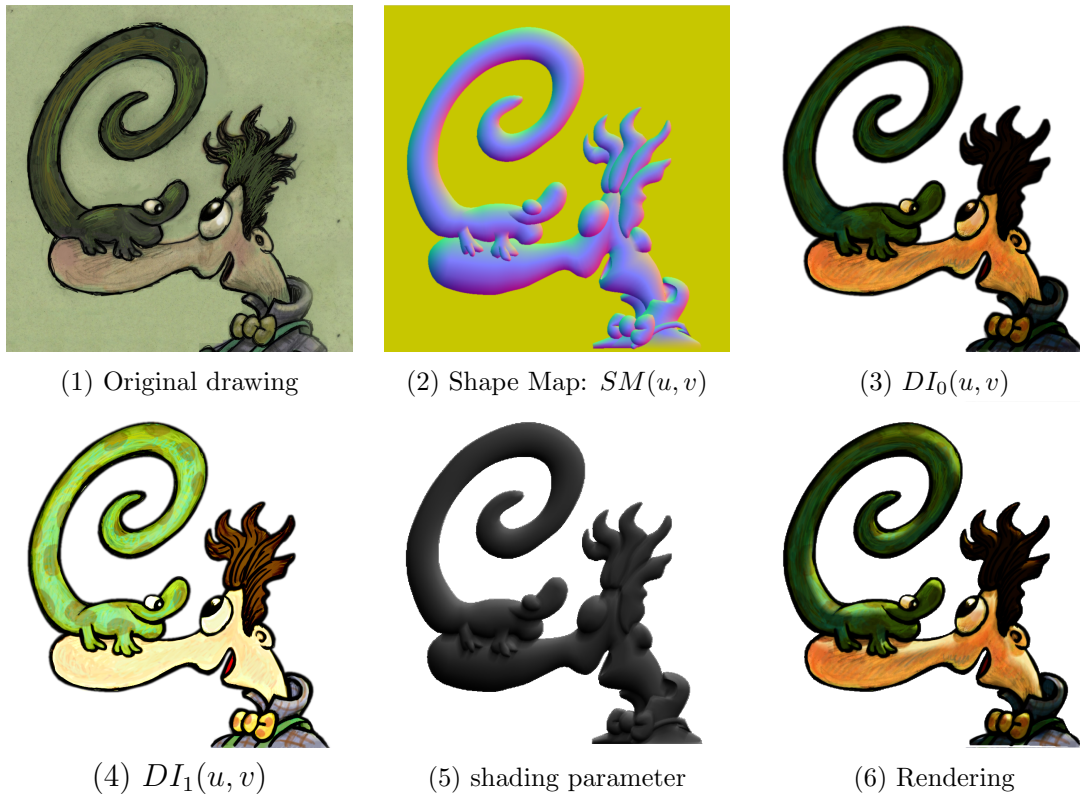 (1) Original drawing
(2) Shape Map: SM(u, v)
(3) DI₀(u, v)
(4) DI₁(u, v)
(5) shading parameter
(6) Rendering